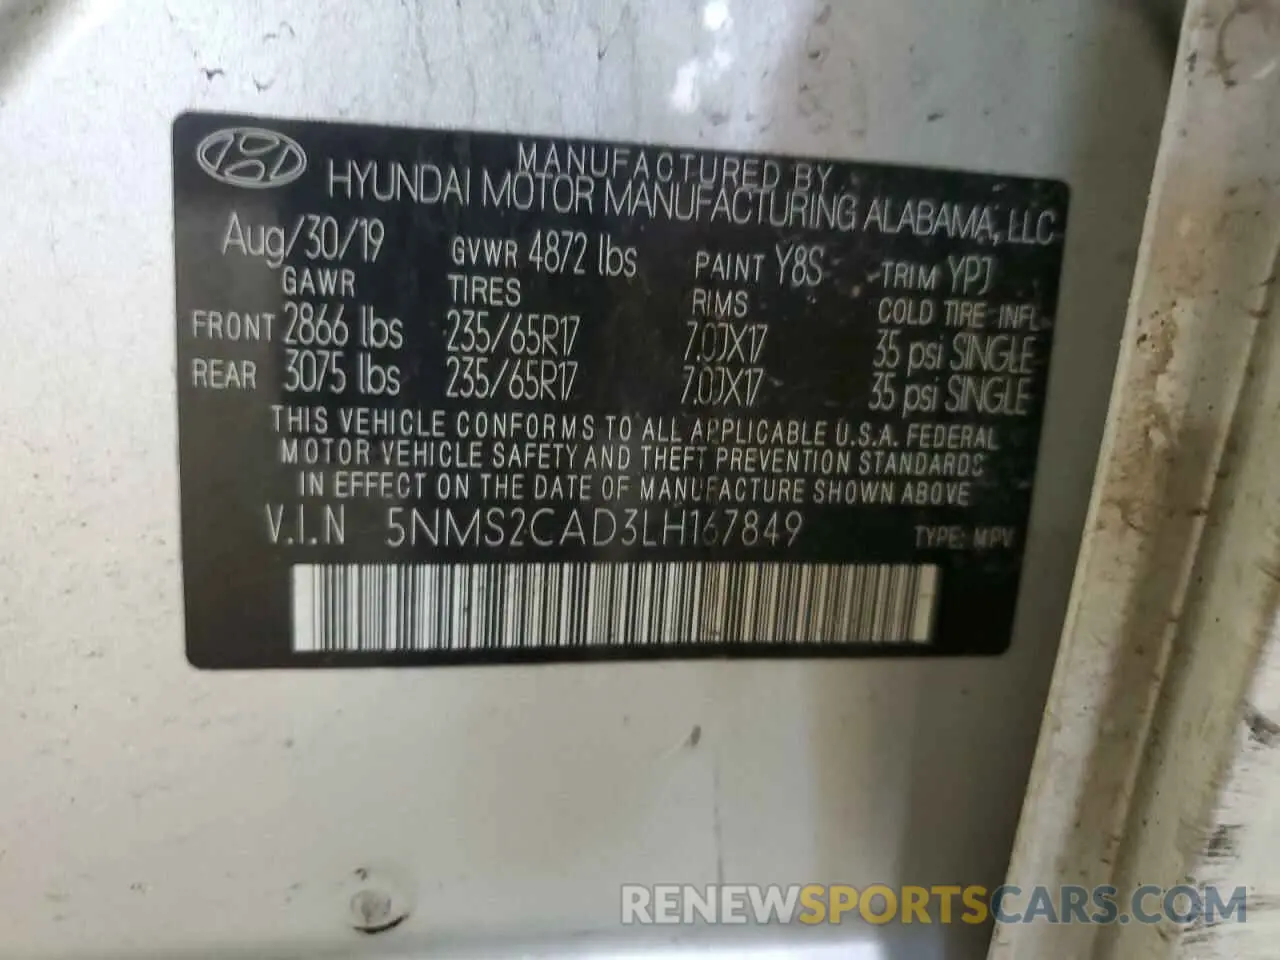 MANUFACTURED BY
HYUNDAI MOTOR MANUFACTURING ALABAMA, LLC
Aug/30/19 GVWR 4872 lbs PAINT Y8S TRIM YPJ
GAWR TIRES RIMS COLD TIRE INFL
FRONT 2866 lbs 235/65R17 7.0JX17 35 psi SINGLE
REAR 3075 lbs 235/65R17 7.0JX17 35 psi SINGLE
THIS VEHICLE CONFORMS TO ALL APPLICABLE U.S.A. FEDERAL
MOTOR VEHICLE SAFETY AND THEFT PREVENTION STANDARDS
IN EFFECT ON THE DATE OF MANUFACTURE SHOWN ABOVE
V.I.N 5NMS2CAD3LH167849 TYPE: MPV
RENEWSPORTSCARS.COM